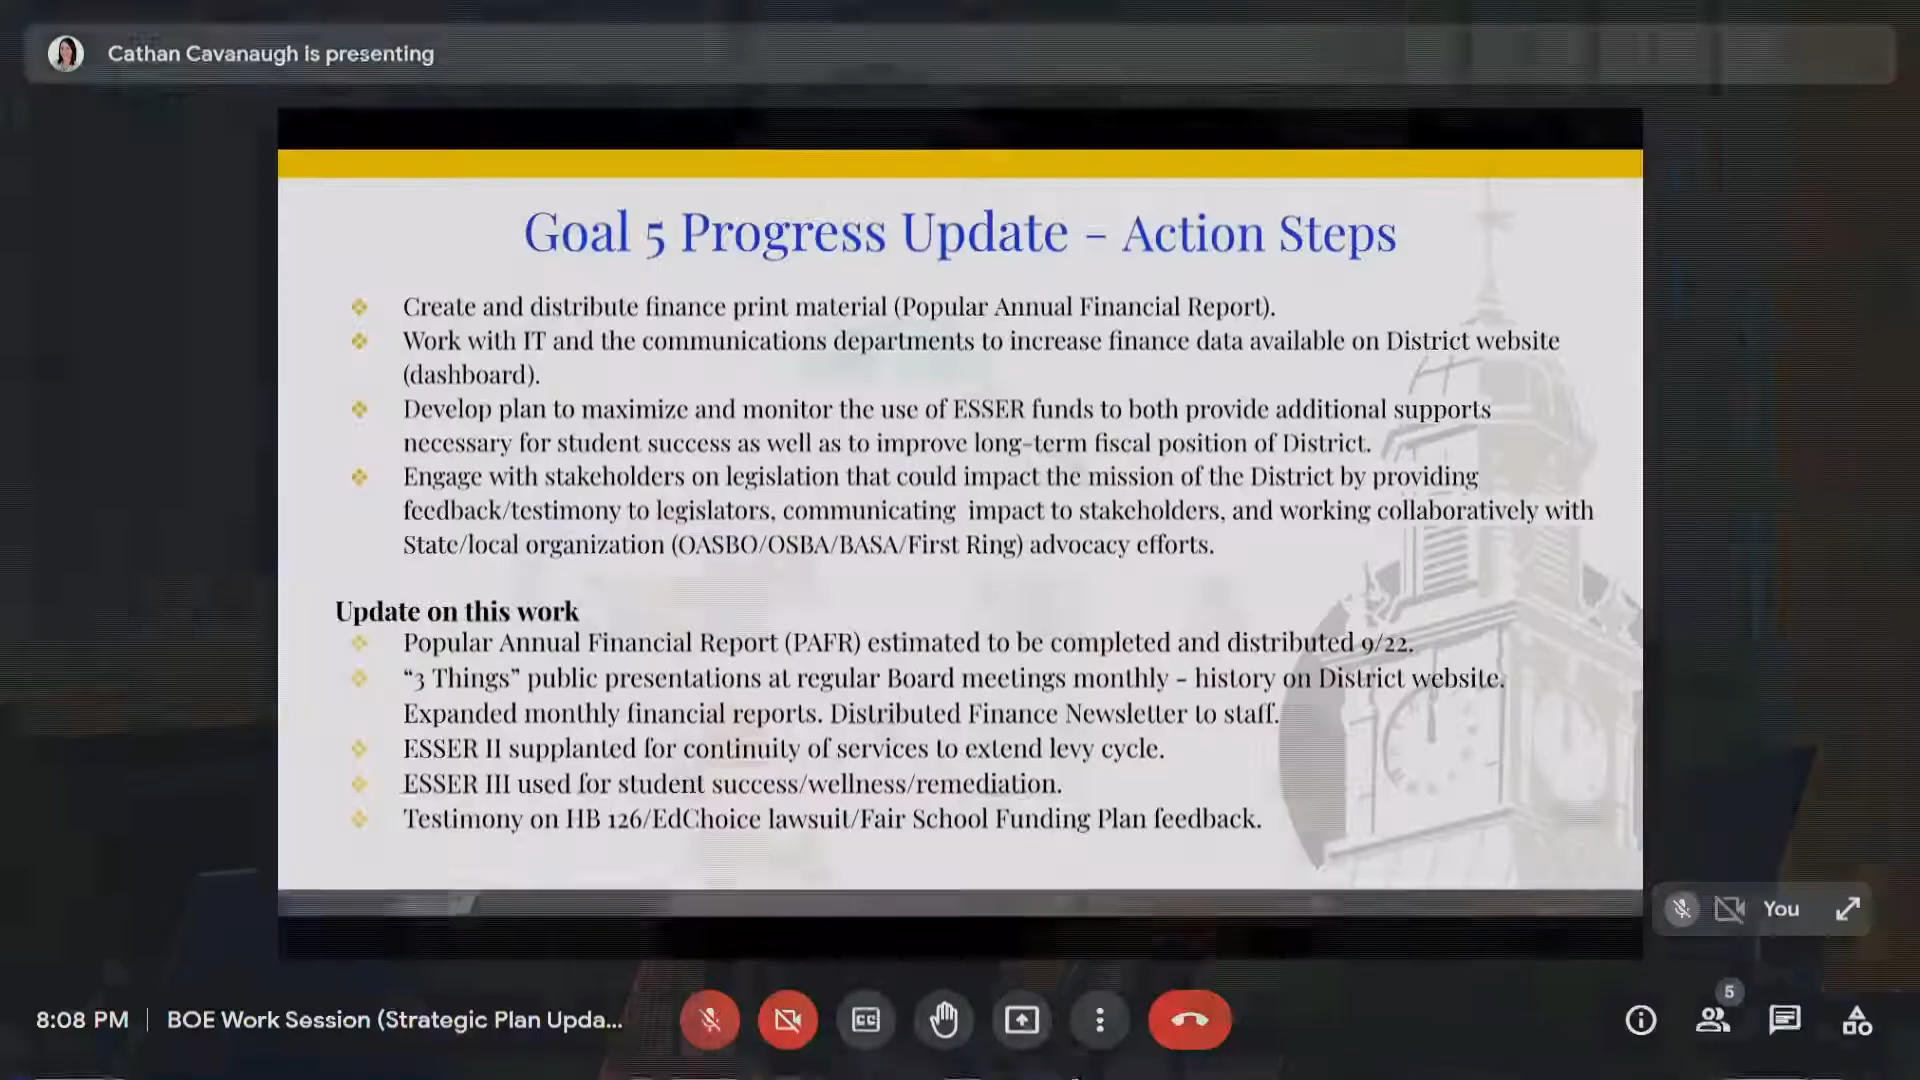 Cathan Cavanaugh is presenting
Goal 5 Progress Update - Action Steps
Create and distribute finance print material (Popular Annual Financial Report).
Work with IT and the communications departments to increase finance data available on District website
(dashboard).
Develop plan to maximize and monitor the use of ESSER funds to both provide additional supports
necessary for student success as well as to improve long-term fiscal position of District.
Engage with stakeholders on legislation that could impact the mission of the District by providing
feedback/testimony to legislators, communicating impact to stakeholders, and working collaboratively with
State/local organization (OASBO/OSBA/BASA/First Ring) advocacy efforts.
Update on this work
Popular Annual Financial Report (PAFR) estimated to be completed and distributed 9/22.
“3 Things” public presentations at regular Board meetings monthly - history on District website.
Expanded monthly financial reports. Distributed Finance Newsletter to staff.
ESSER II supplanted for continuity of services to extend levy cycle.
ESSER III used for student success/wellness/remediation.
Testimony on HB 126/EdChoice lawsuit/Fair School Funding Plan feedback.
You
8:08 PM | BOE Work Session (Strategic Plan Upda...
CC
5